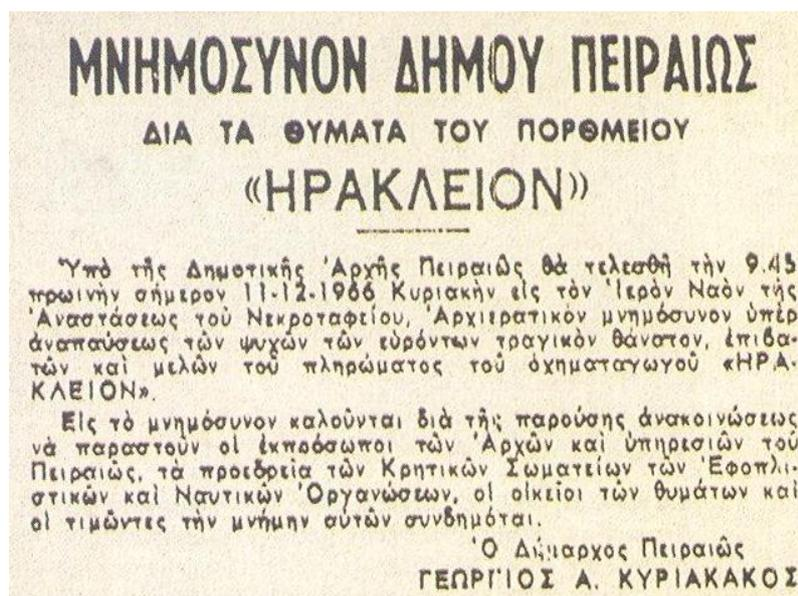 ΜΝΗΜΟΣΥΝΟΝ ΔΗΜΟΥ ΠΕΙΡΑΙΩΣ
ΔΙΑ ΤΑ ΘΥΜΑΤΑ ΤΟΥ ΠΟΡΘΜΕΙΟΥ
«ΗΡΑΚΛΕΙΟΝ»
Ὑπὸ τῆς Δημοτικῆς Ἀρχῆς Πειραιῶς θὰ τελεσθῆ τὴν 9.45
πρωινὴν σήμερον 11-12-1966 Κυριακὴν εἰς τὸν Ἱερὸν Ναὸν τῆς
Ἀναστάσεως τοῦ Νεκροταφείου, Ἀρχιερατικὸν μνημόσυνον ὑπὲρ
ἀναπαύσεως τῶν ψυχῶν τῶν εὑρόντων τραγικὸν θάνατον, ἐπιβα-
τῶν καὶ μελῶν τοῦ πληρώματος τοῦ ὀχηματαγωγοῦ «ΗΡΑ-
ΚΛΕΙΟΝ».
Εἰς τὸ μνημόσυνον καλοῦνται διὰ τῆς παρούσης ἀνακοινώσεως
νὰ παραστοῦν οἱ ἐκπρόσωποι τῶν Ἀρχῶν καὶ ὑπηρεσιῶν τοῦ
Πειραιῶς, τὰ προεδρεία τῶν Κρητικῶν Σωματείων τῶν Ἐφοπλι-
στικῶν καὶ Ναυτικῶν Ὀργανώσεων, οἱ οἰκεῖοι τῶν θυμάτων καὶ
οἱ τιμῶντες τὴν μνήμην αὐτῶν συνδημόται.
Ὁ Δήμαρχος Πειραιῶς
ΓΕΩΡΓΙΟΣ Α. ΚΥΡΙΑΚΑΚΟΣ